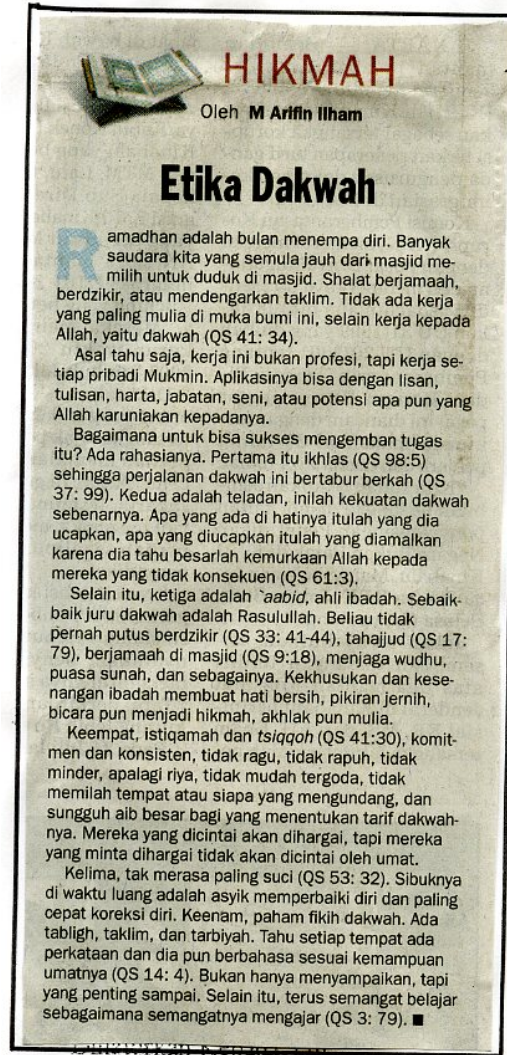 HIKMAH
Oleh M Arifin Ilham
Etika Dakwah
Ramadhan adalah bulan menempa diri. Banyak
saudara kita yang semula jauh dari masjid me-
milih untuk duduk di masjid. Shalat berjamaah,
berdzikir, atau mendengarkan taklim. Tidak ada kerja
yang paling mulia di muka bumi ini, selain kerja kepada
Allah, yaitu dakwah (QS 41: 34).
Asal tahu saja, kerja ini bukan profesi, tapi kerja se-
tiap pribadi Mukmin. Aplikasinya bisa dengan lisan,
tulisan, harta, jabatan, seni, atau potensi apa pun yang
Allah karuniakan kepadanya.
Bagaimana untuk bisa sukses mengemban tugas
itu? Ada rahasianya. Pertama itu ikhlas (QS 98:5)
sehingga perjalanan dakwah ini bertabur berkah (QS
37: 99). Kedua adalah teladan, inilah kekuatan dakwah
sebenarnya. Apa yang ada di hatinya itulah yang dia
ucapkan, apa yang diucapkan itulah yang diamalkan
karena dia tahu besarlah kemurkaan Allah kepada
mereka yang tidak konsekuen (QS 61:3).
Selain itu, ketiga adalah `aabid, ahli ibadah. Sebaik-
baik juru dakwah adalah Rasulullah. Beliau tidak
pernah putus berdzikir (QS 33: 41-44), tahajjud (QS 17:
79), berjamaah di masjid (QS 9:18), menjaga wudhu,
puasa sunah, dan sebagainya. Kekhusukan dan kese-
nangan ibadah membuat hati bersih, pikiran jernih,
bicara pun menjadi hikmah, akhlak pun mulia.
Keempat, istiqamah dan tsiqqoh (QS 41:30), komit-
men dan konsisten, tidak ragu, tidak rapuh, tidak
minder, apalagi riya, tidak mudah tergoda, tidak
memilah tempat atau siapa yang mengundang, dan
sungguh aib besar bagi yang menentukan tarif dakwah-
nya. Mereka yang dicintai akan dihargai, tapi mereka
yang minta dihargai tidak akan dicintai oleh umat.
Kelima, tak merasa paling suci (QS 53: 32). Sibuknya
di waktu luang adalah asyik memperbaiki diri dan paling
cepat koreksi diri. Keenam, paham fikih dakwah. Ada
tabligh, taklim, dan tarbiyah. Tahu setiap tempat ada
perkataan dan dia pun berbahasa sesuai kemampuan
umatnya (QS 14: 4). Bukan hanya menyampaikan, tapi
yang penting sampai. Selain itu, terus semangat belajar
sebagaimana semangatnya mengajar (QS 3: 79). ■